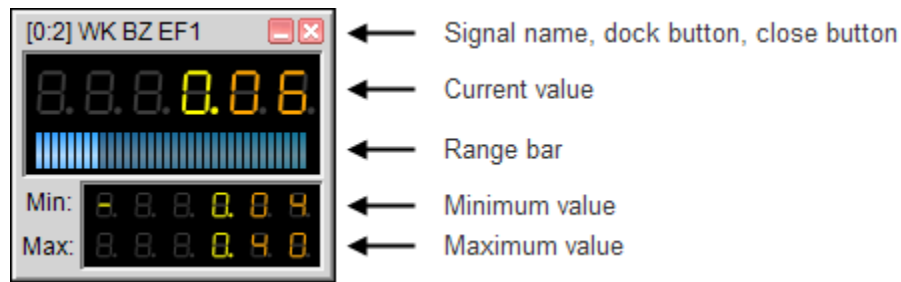 [0:2] WK BZ EF1
Signal name, dock button, close button
0.06
Current value
Range bar
Min: -0.04
Minimum value
Max: 0.40
Maximum value